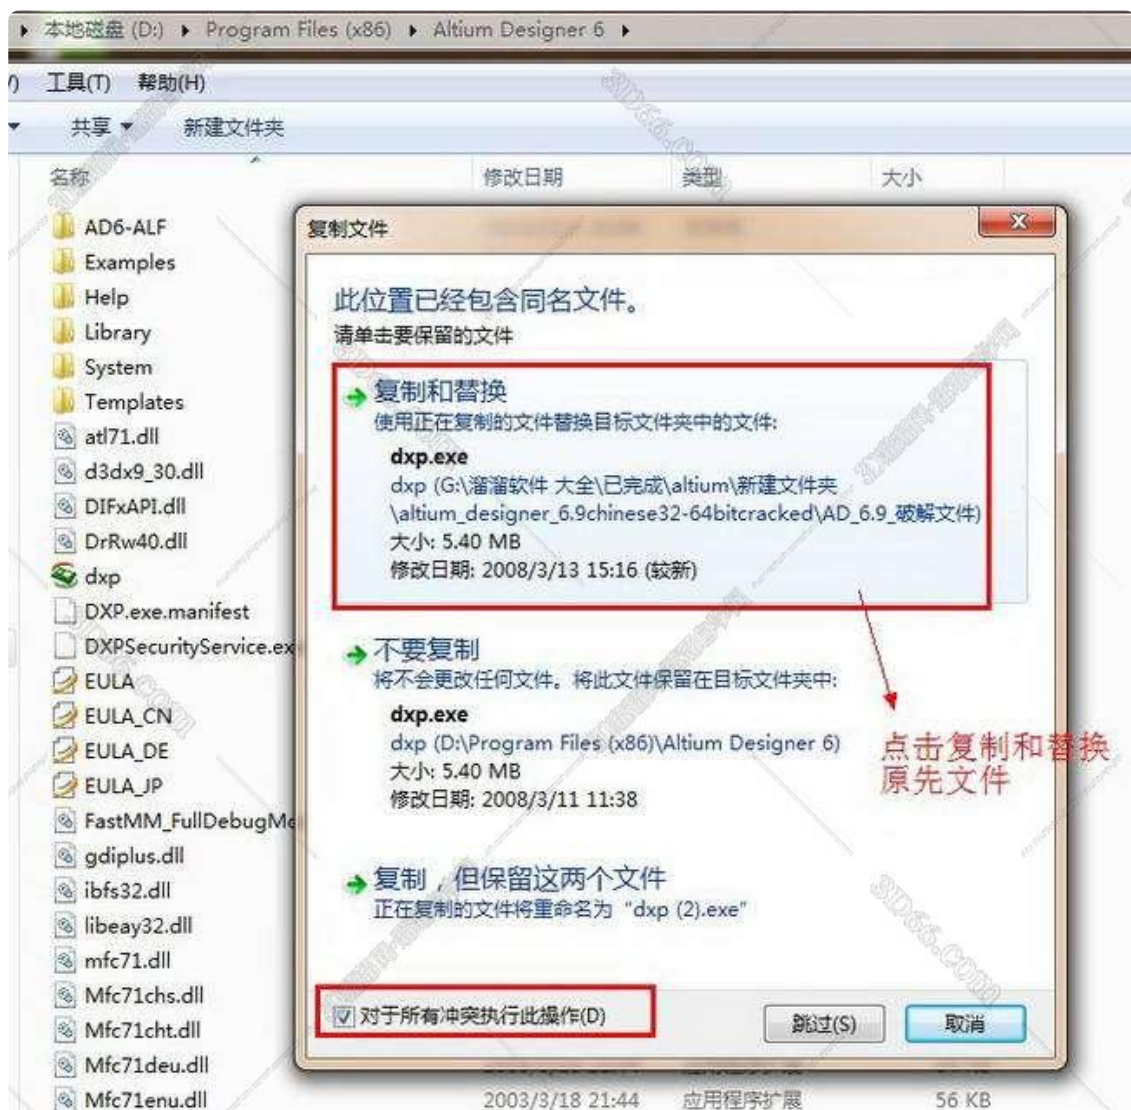 本地磁盘 (D:) ▸ Program Files (x86) ▸ Altium Designer 6 ▸
工具(T) 帮助(H)
共享 新建文件夹
名称 修改日期 类型 大小
AD6-ALF
Examples
Help
Library
System
Templates
atl71.dll
d3dx9_30.dll
DIFxAPI.dll
DrRw40.dll
dxp
DXP.exe.manifest
DXPSecurityService.ex
EULA
EULA_CN
EULA_DE
EULA_JP
FastMM_FullDebugMo
gdiplus.dll
ibfs32.dll
libeay32.dll
mfc71.dll
Mfc71chs.dll
Mfc71cht.dll
Mfc71deu.dll
Mfc71enu.dll 2003/3/18 21:44 应用程序扩展 56 KB
复制文件
此位置已经包含同名文件。
请单击要保留的文件
复制和替换
使用正在复制的文件替换目标文件夹中的文件:
dxp.exe
dxp (G:\溜溜软件 大全\已完成\altium\新建文件夹
\altium_designer_6.9chinese32-64bitcracked\AD_6.9_破解文件)
大小: 5.40 MB
修改日期: 2008/3/13 15:16 (较新)
不要复制
将不会更改任何文件。将此文件保留在目标文件夹中:
dxp.exe
dxp (D:\Program Files (x86)\Altium Designer 6)
大小: 5.40 MB
修改日期: 2008/3/11 11:38
点击复制和替换
原先文件
复制，但保留这两个文件
正在复制的文件将重命名为 "dxp (2).exe"
对于所有冲突执行此操作(D)
跳过(S) 取消
3D66.com
3D66.com
3D66.com